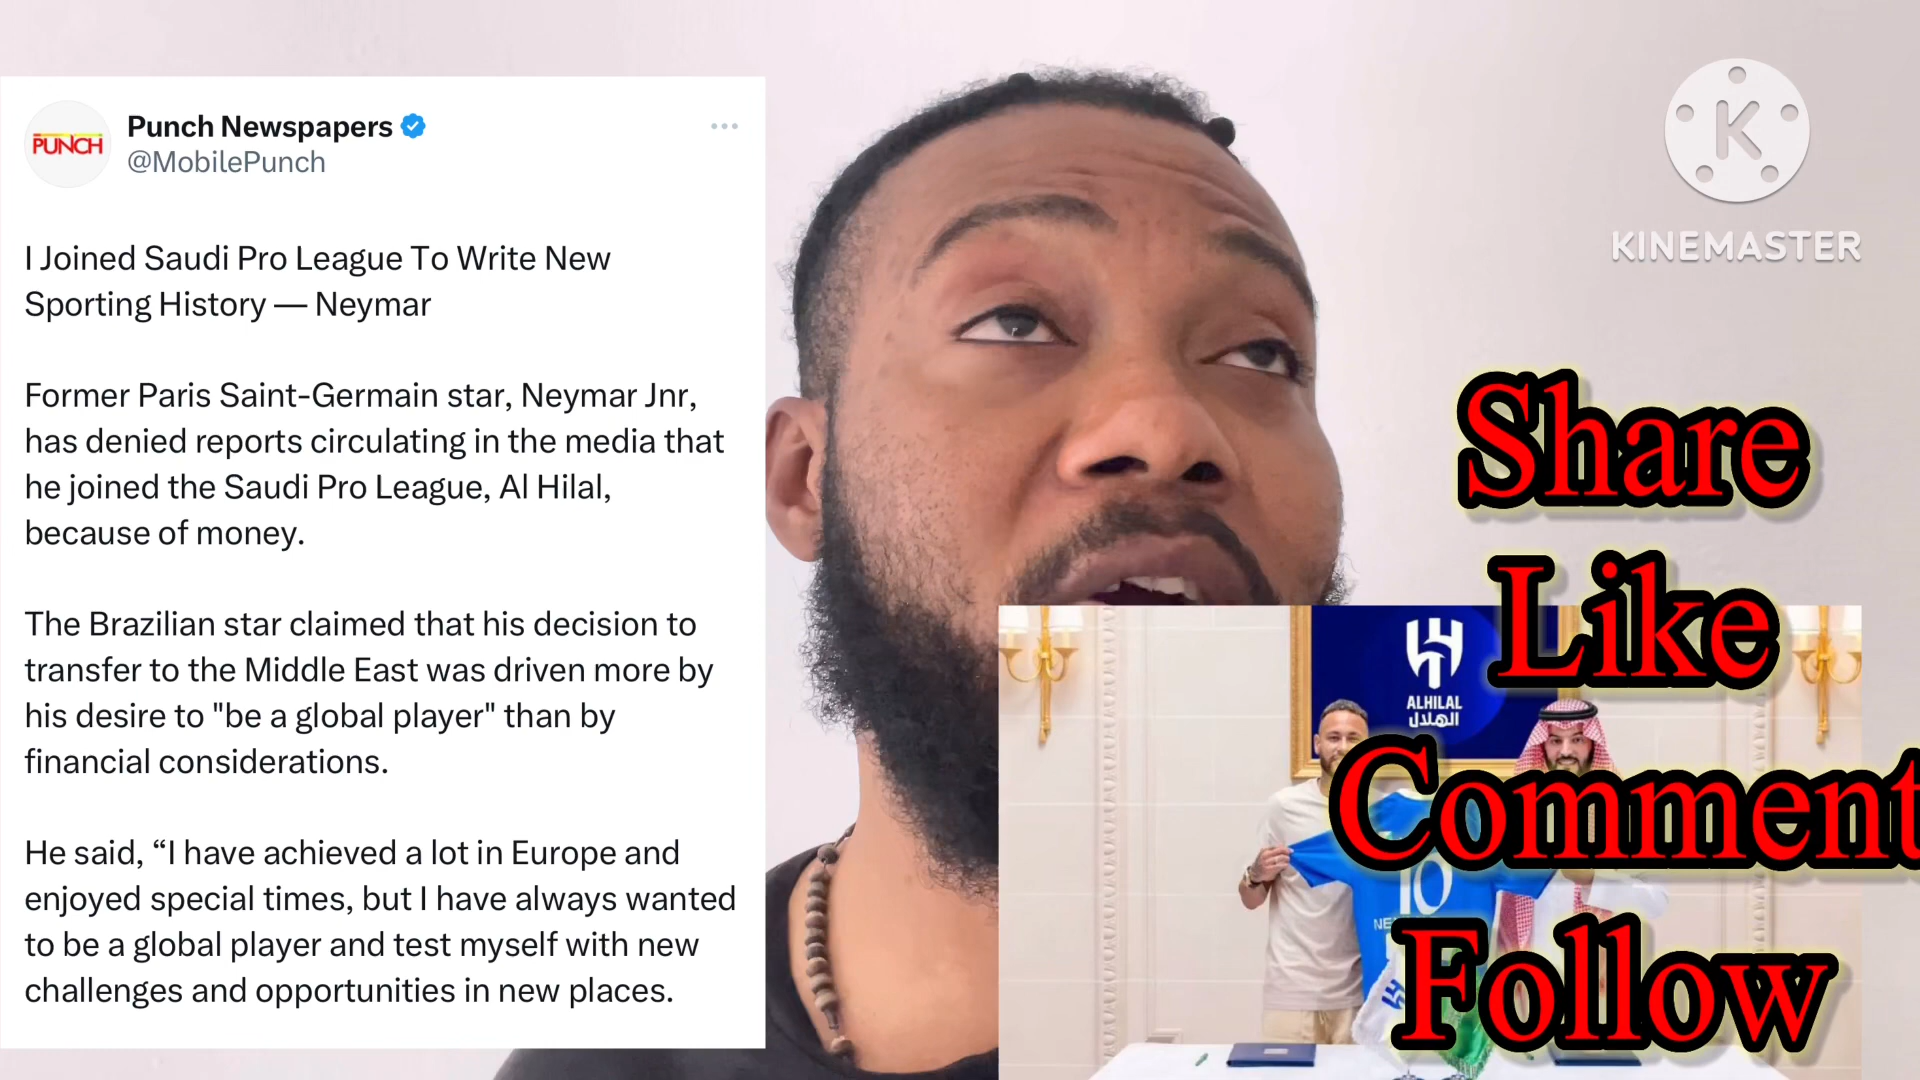 PUNCH
Punch Newspapers
@MobilePunch
I Joined Saudi Pro League To Write New
Sporting History — Neymar
Former Paris Saint-Germain star, Neymar Jnr,
has denied reports circulating in the media that
he joined the Saudi Pro League, Al Hilal,
because of money.
The Brazilian star claimed that his decision to
transfer to the Middle East was driven more by
his desire to "be a global player" than by
financial considerations.
He said, “I have achieved a lot in Europe and
enjoyed special times, but I have always wanted
to be a global player and test myself with new
challenges and opportunities in new places.
K
KINEMASTER
Share
Like
Comment
Follow
ALHILAL
الهلال
10
NE